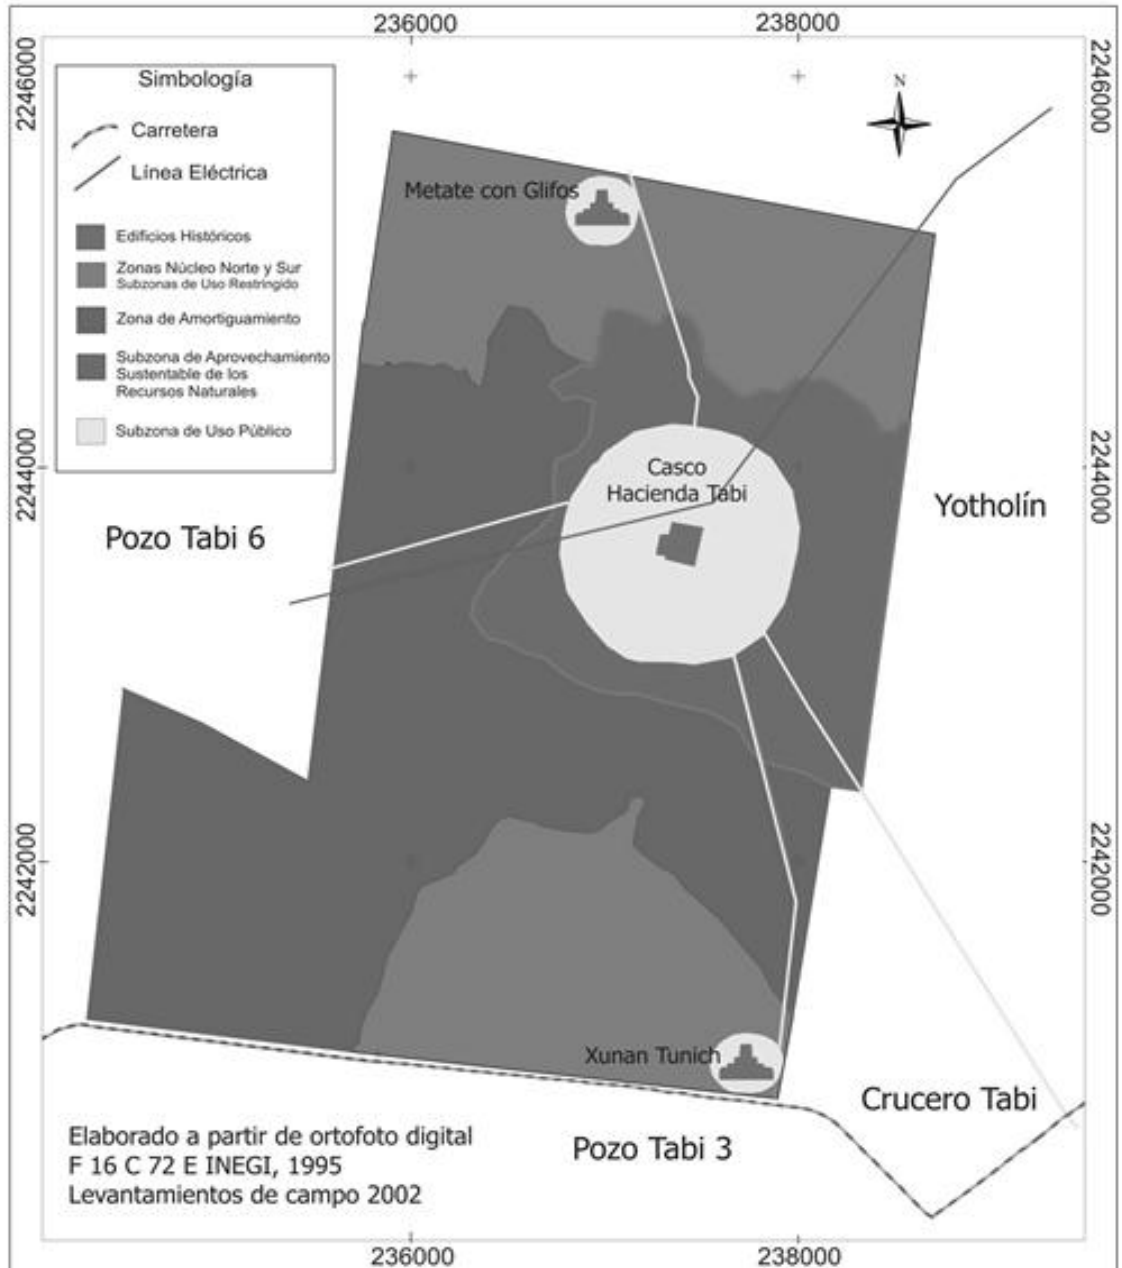 236000
238000
2246000
2246000
Simbología
Carretera
Línea Eléctrica
Edificios Históricos
Zonas Núcleo Norte y Sur
Subzonas de Uso Restringido
Zona de Amortiguamiento
Subzona de Aprovechamiento
Sustentable de los
Recursos Naturales
Subzona de Uso Público
N
Metate con Glifos
2244000
2244000
Casco
Hacienda Tabi
Yotholín
Pozo Tabi 6
2242000
2242000
Xunan Tunich
Crucero Tabi
Pozo Tabi 3
Elaborado a partir de ortofoto digital
F 16 C 72 E INEGI, 1995
Levantamientos de campo 2002
236000
238000